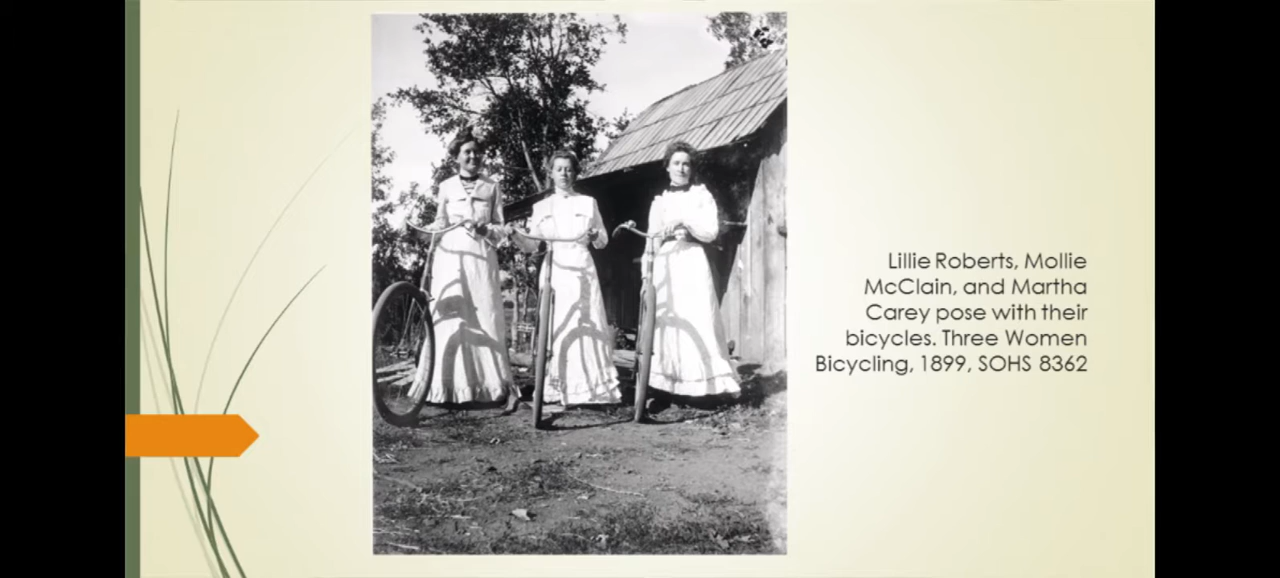 Lillie Roberts, Mollie
McClain, and Martha
Carey pose with their
bicycles. Three Women
Bicycling, 1899, SOHS 8362